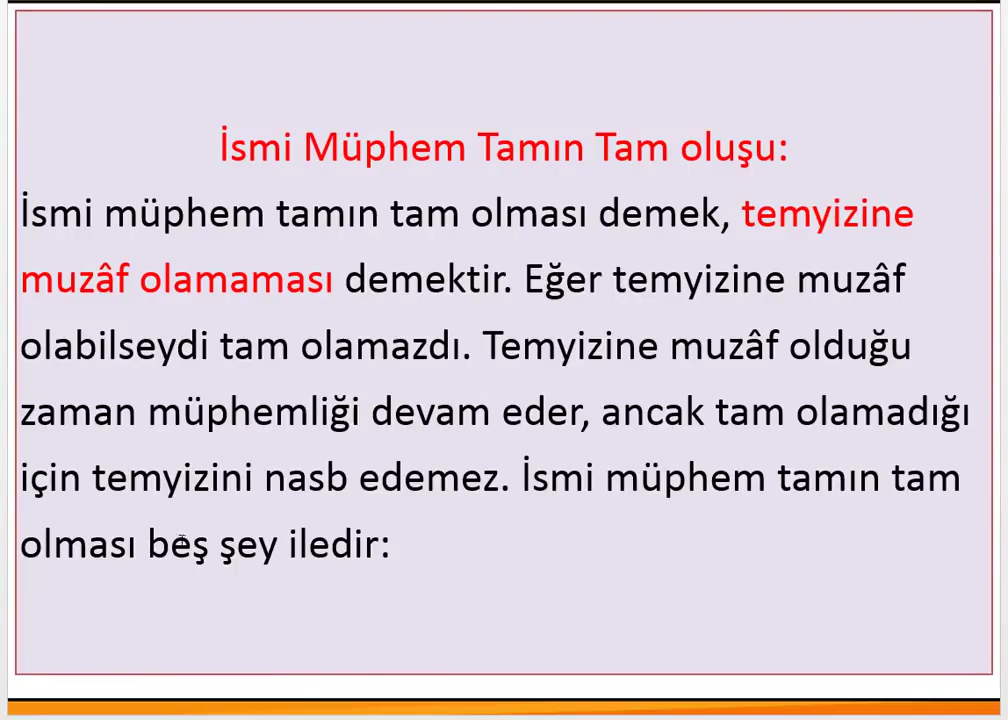 İsmi Müphem Tamın Tam oluşu:
İsmi müphem tamın tam olması demek, temyizine
muzâf olamaması demektir. Eğer temyizine muzâf
olabilseydi tam olamazdı. Temyizine muzâf olduğu
zaman müphemliği devam eder, ancak tam olamadığı
için temyizini nasb edemez. İsmi müphem tamın tam
olması beş şey iledir: